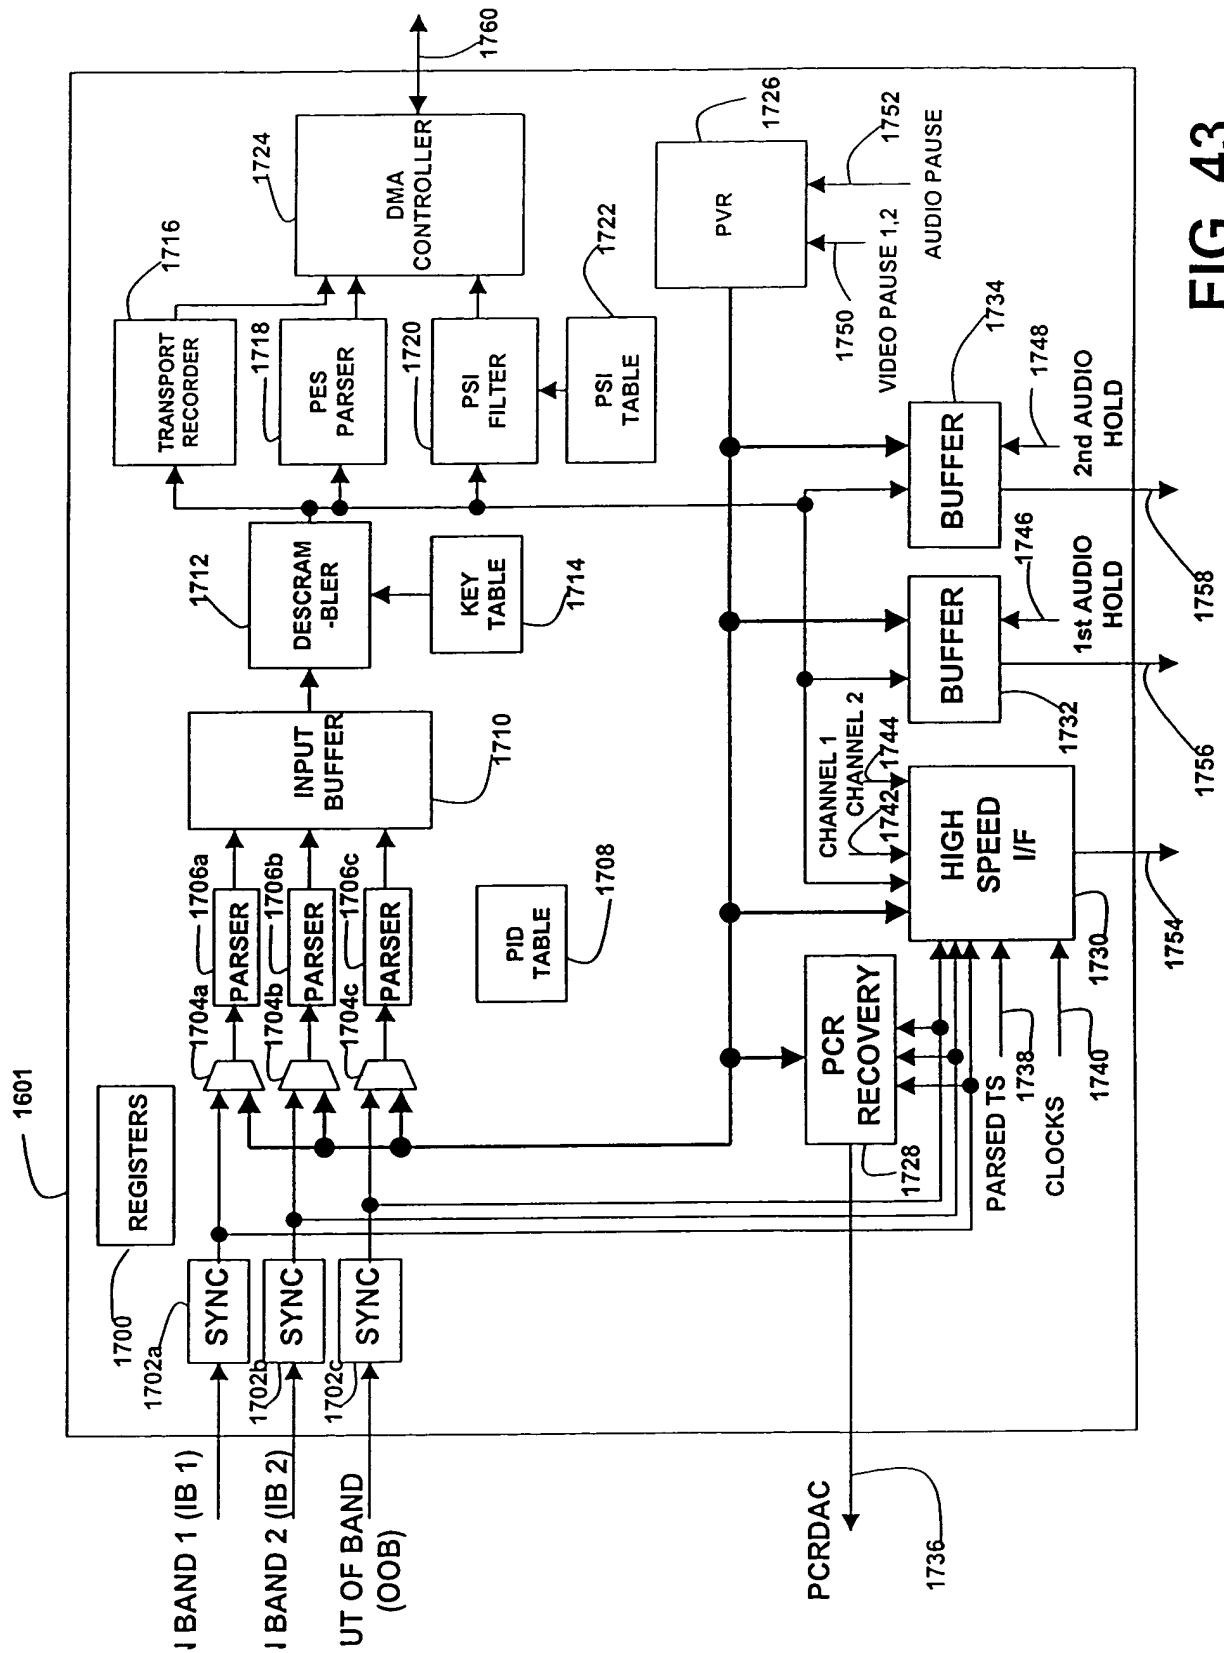 1601
REGISTERS
1700
N BAND 1 (IB 1)
N BAND 2 (IB 2)
UT OF BAND
(OOB)
1702a
1702b
1702c
SYNC
SYNC
SYNC
1704a
1704b
1704c
1706a
1706b
1706c
PARSER
PARSER
PARSER
PID
TABLE
1708
INPUT
BUFFER
1710
1712
DESCRAM
-BLER
KEY
TABLE
1714
1716
TRANSPORT
RECORDER
1718
PES
PARSER
1720
PSI
FILTER
PSI
TABLE
1722
1724
DMA
CONTROLLER
1760
PVR
1726
1750
VIDEO PAUSE 1,2
1752
AUDIO PAUSE
PCR
RECOVERY
1728
PCRDAC
1736
PARSED TS
1738
CLOCKS
1740
CHANNEL 1
CHANNEL 2
1742
1744
HIGH
SPEED
I/F
1730
1754
BUFFER
1732
1746
1st AUDIO
HOLD
1756
BUFFER
1734
1748
2nd AUDIO
HOLD
1758
FIG. 43